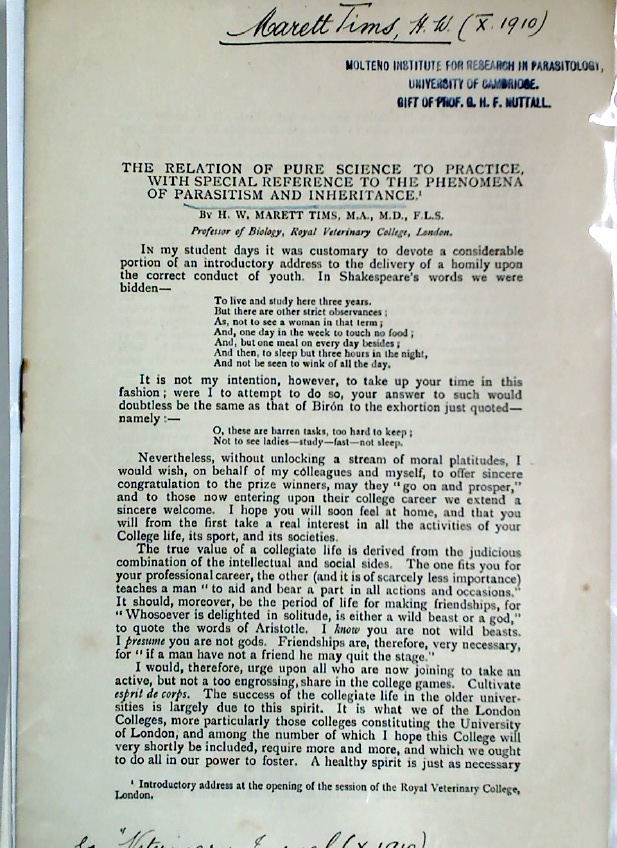 Marett Tims, H. W. (X. 1910)
MOLTENO INSTITUTE FOR RESEARCH IN PARASITOLOGY,
UNIVERSITY OF CAMBRIDGE.
GIFT OF PROF. G. H. F. NUTTALL.
THE RELATION OF PURE SCIENCE TO PRACTICE,
WITH SPECIAL REFERENCE TO THE PHENOMENA
OF PARASITISM AND INHERITANCE.¹
BY H. W. MARETT TIMS, M.A., M.D., F.L.S.
Professor of Biology, Royal Veterinary College, London.
IN my student days it was customary to devote a considerable
portion of an introductory address to the delivery of a homily upon
the correct conduct of youth. In Shakespeare's words we were
bidden—
To live and study here three years.
But there are other strict observances ;
As, not to see a woman in that term ;
And, one day in the week to touch no food ;
And, but one meal on every day besides ;
And then, to sleep but three hours in the night,
And not be seen to wink of all the day.
It is not my intention, however, to take up your time in this
fashion ; were I to attempt to do so, your answer to such would
doubtless be the same as that of Birón to the exhortion just quoted—
namely :—
O, these are barren tasks, too hard to keep ;
Not to see ladies—study—fast—not sleep.
Nevertheless, without unlocking a stream of moral platitudes, I
would wish, on behalf of my colleagues and myself, to offer sincere
congratulation to the prize winners, may they " go on and prosper,"
and to those now entering upon their college career we extend a
sincere welcome. I hope you will soon feel at home, and that you
will from the first take a real interest in all the activities of your
College life, its sport, and its societies.
The true value of a collegiate life is derived from the judicious
combination of the intellectual and social sides. The one fits you for
your professional career, the other (and it is of scarcely less importance)
teaches a man " to aid and bear a part in all actions and occasions."
It should, moreover, be the period of life for making friendships, for
" Whosoever is delighted in solitude, is either a wild beast or a god,"
to quote the words of Aristotle. I know you are not wild beasts.
I presume you are not gods. Friendships are, therefore, very necessary,
for " if a man have not a friend he may quit the stage."
I would, therefore, urge upon all who are now joining to take an
active, but not a too engrossing, share in the college games. Cultivate
esprit de corps. The success of the collegiate life in the older univer-
sities is largely due to this spirit. It is what we of the London
Colleges, more particularly those colleges constituting the University
of London, and among the number of which I hope this College will
very shortly be included, require more and more, and which we ought
to do all in our power to foster. A healthy spirit is just as necessary
¹ Introductory address at the opening of the session of the Royal Veterinary College,
London.
"Veterinary Journal (X. 1910)